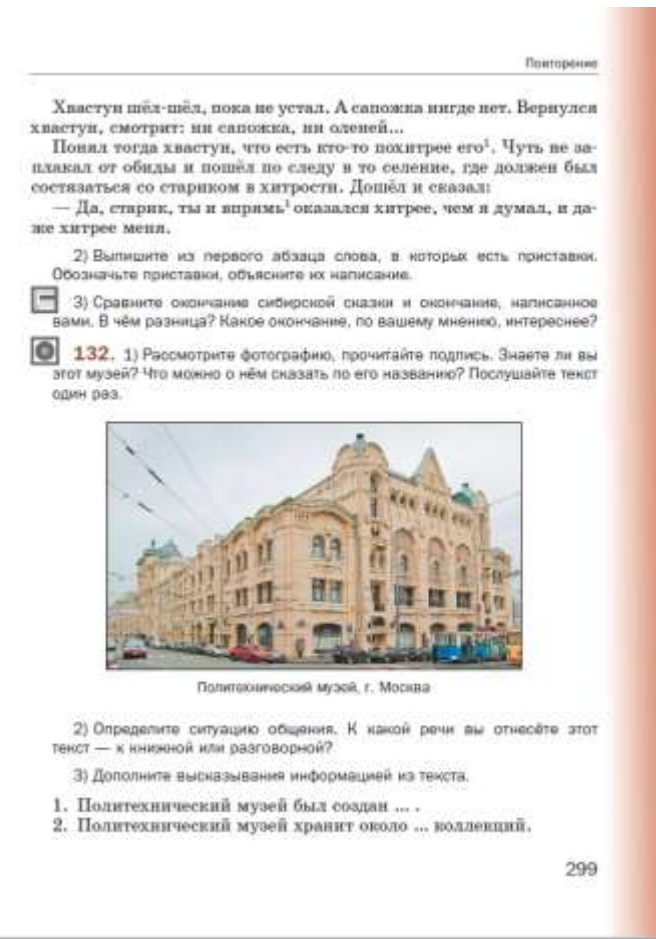 Повторение
Хвастун шёл-шёл, пока не устал. А сапожка нигде нет. Вернулся
хвастун, смотрит: ни сапожка, ни оленей...
Понял тогда хвастун, что есть кто-то похитрее его¹. Чуть не за-
плакал от обиды и пошёл по следу в то селение, где должен был
состязаться со стариком в хитрости. Дошёл и сказал:
— Да, старик, ты и впрямь¹ оказался хитрее, чем я думал, и да-
же хитрее меня.
2) Выпишите из первого абзаца слова, в которых есть приставки.
Обозначьте приставки, объясните их написание.
3) Сравните окончание сибирской сказки и окончание, написанное
вами. В чём разница? Какое окончание, по вашему мнению, интереснее?
132. 1) Рассмотрите фотографию, прочитайте подпись. Знаете ли вы
этот музей? Что можно о нём сказать по его названию? Послушайте текст
один раз.
Политехнический музей, г. Москва
2) Определите ситуацию общения. К какой речи вы отнесёте этот
текст — к книжной или разговорной?
3) Дополните высказывания информацией из текста.
1. Политехнический музей был создан ... .
2. Политехнический музей хранит около ... коллекций.
299